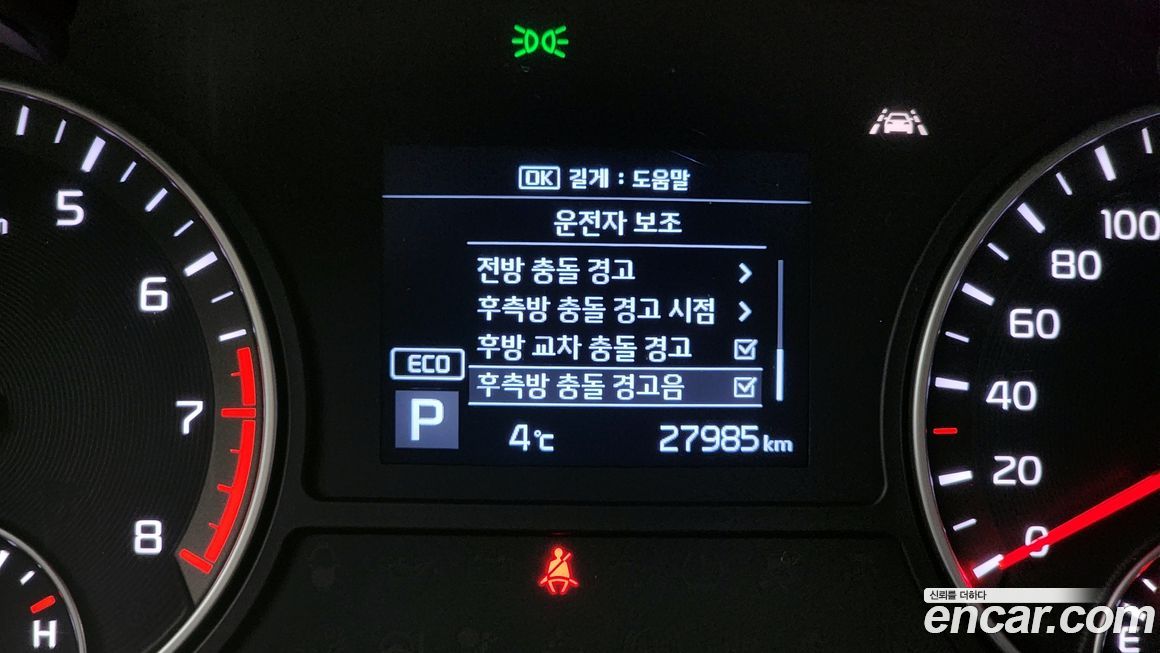 OK 길게 : 도움말
운전자 보조
전방 충돌 경고
후측방 충돌 경고 시점
후방 교차 충돌 경고
후측방 충돌 경고음
ECO
P
4℃
27985 km
5
6
7
8
H
100
80
60
40
20
0
E
신뢰를 더하다
encar.com